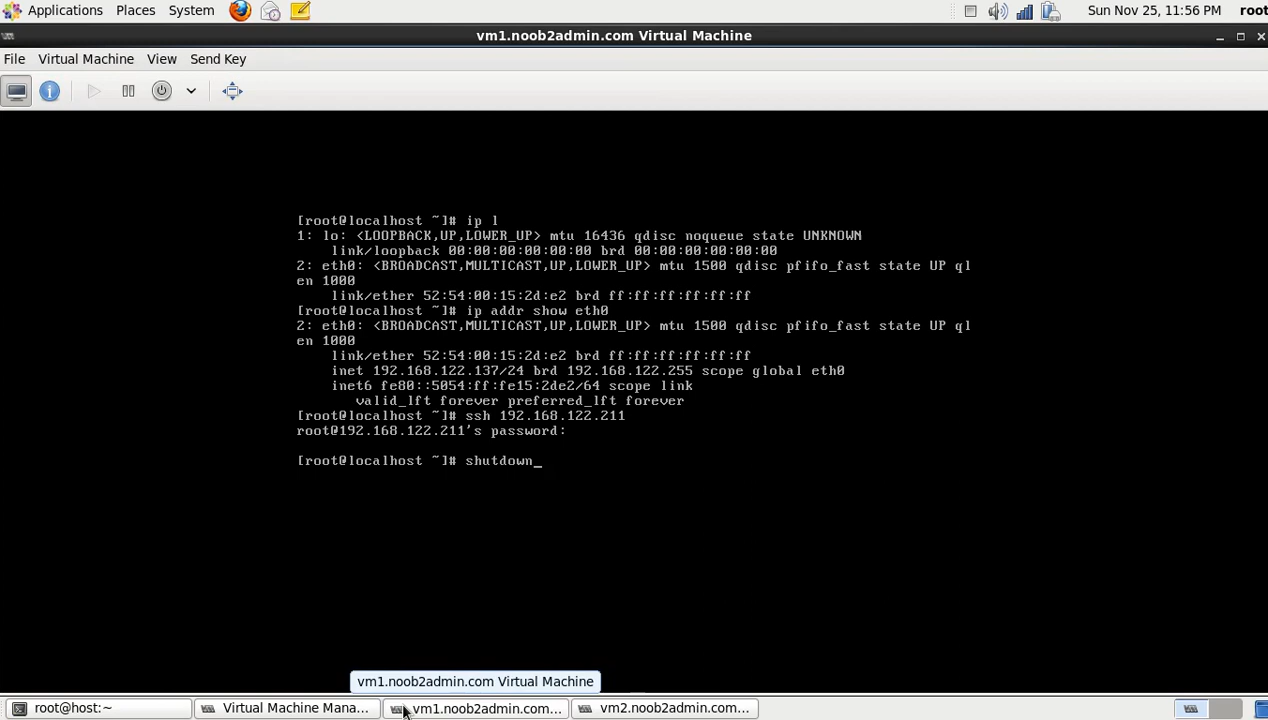 Applications Places System
Sun Nov 25, 11:56 PM root
vm1.noob2admin.com Virtual Machine
File Virtual Machine View Send Key
[root@localhost ~]# ip l
1: lo: <LOOPBACK,UP,LOWER_UP> mtu 16436 qdisc noqueue state UNKNOWN
link/loopback 00:00:00:00:00:00 brd 00:00:00:00:00:00
2: eth0: <BROADCAST,MULTICAST,UP,LOWER_UP> mtu 1500 qdisc pfifo_fast state UP ql
en 1000
link/ether 52:54:00:15:2d:e2 brd ff:ff:ff:ff:ff:ff
[root@localhost ~]# ip addr show eth0
2: eth0: <BROADCAST,MULTICAST,UP,LOWER_UP> mtu 1500 qdisc pfifo_fast state UP ql
en 1000
link/ether 52:54:00:15:2d:e2 brd ff:ff:ff:ff:ff:ff
inet 192.168.122.137/24 brd 192.168.122.255 scope global eth0
inet6 fe80::5054:ff:fe15:2de2/64 scope link
valid_lft forever preferred_lft forever
[root@localhost ~]# ssh 192.168.122.211
root@192.168.122.211's password:
[root@localhost ~]# shutdown_
vm1.noob2admin.com Virtual Machine
root@host:~ Virtual Machine Mana... vm1.noob2admin.com... vm2.noob2admin.com...